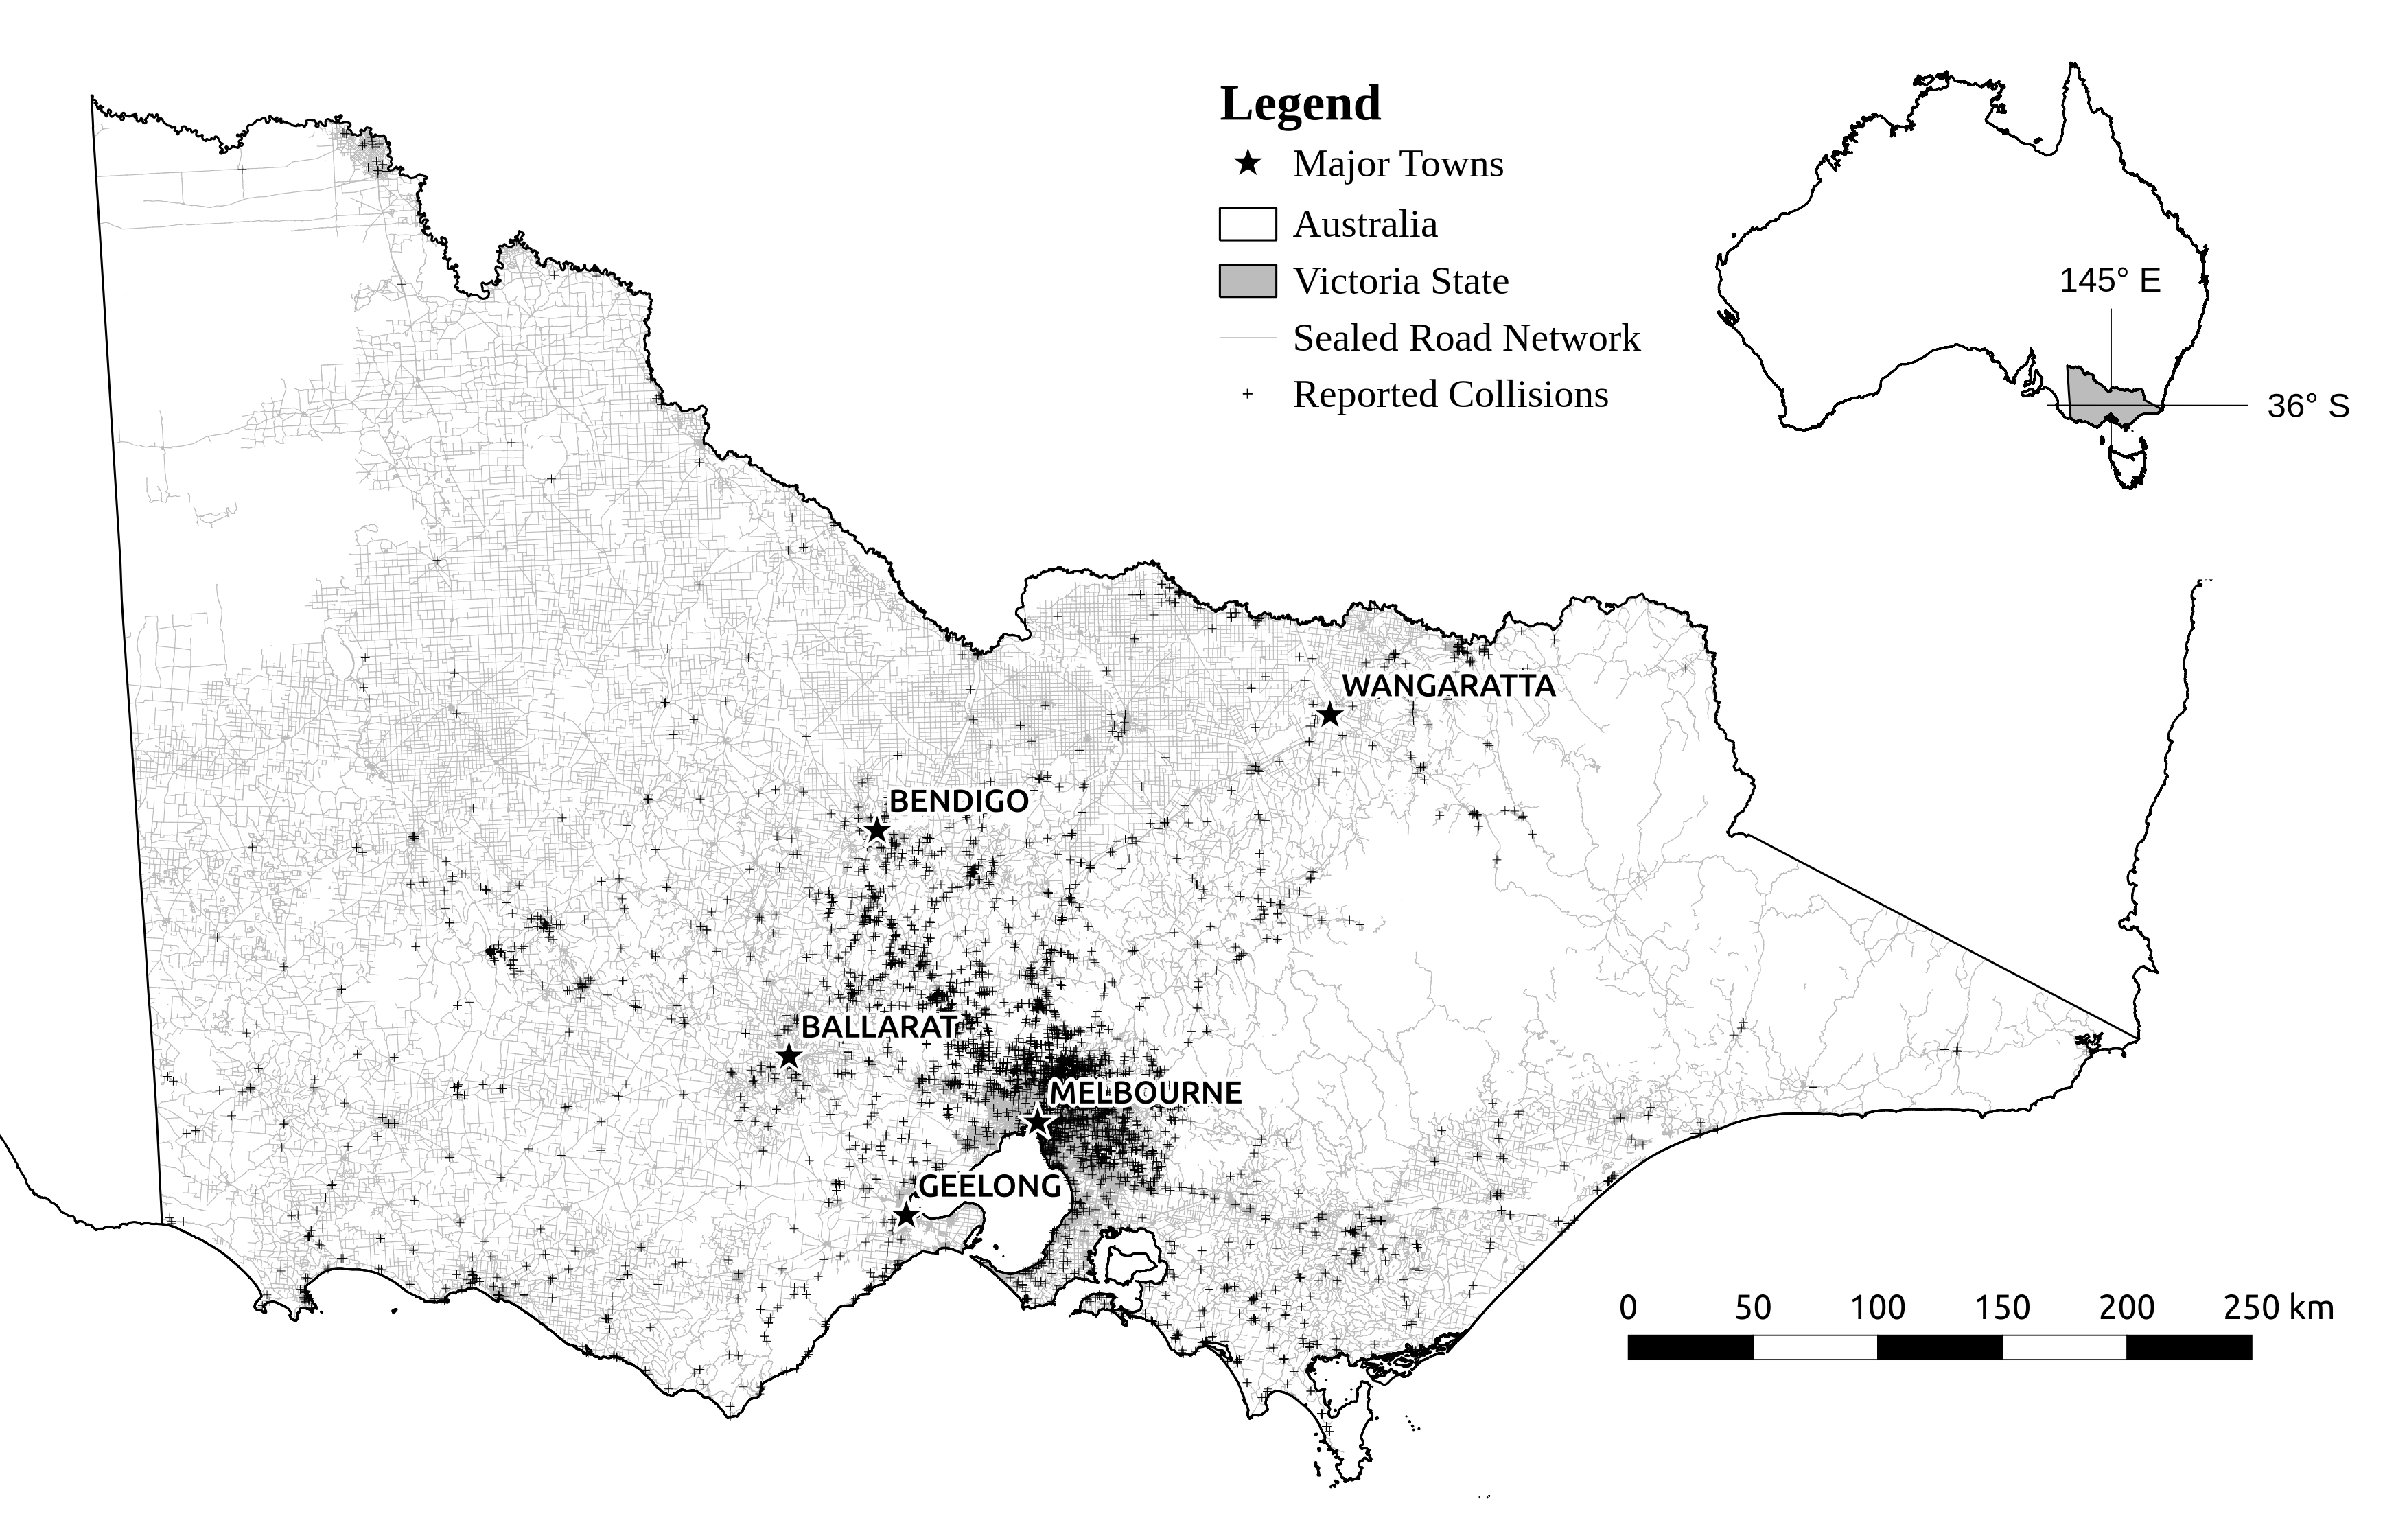 Legend
Major Towns
Australia
Victoria State
Sealed Road Network
Reported Collisions
145° E
36° S
WANGARATTA
BENDIGO
BALLARAT
MELBOURNE
GEELONG
0 50 100 150 200 250 km